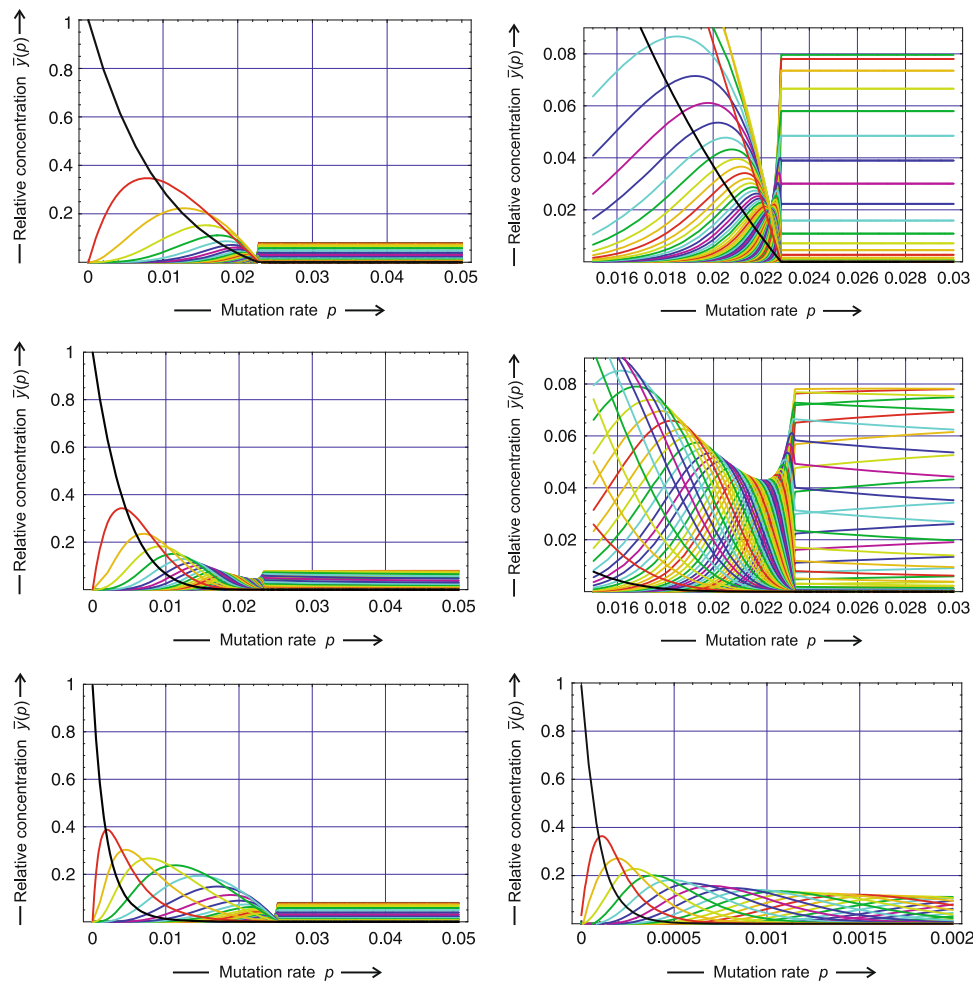 Relative concentration ȳ(p)
1
0.8
0.6
0.4
0.2
0 0.01 0.02 0.03 0.04 0.05
Mutation rate p
Relative concentration ȳ(p)
0.08
0.06
0.04
0.02
0.016 0.018 0.02 0.022 0.024 0.026 0.028 0.03
Mutation rate p
Relative concentration ȳ(p)
1
0.8
0.6
0.4
0.2
0 0.01 0.02 0.03 0.04 0.05
Mutation rate p
Relative concentration ȳ(p)
0.08
0.06
0.04
0.02
0.016 0.018 0.02 0.022 0.024 0.026 0.028 0.03
Mutation rate p
Relative concentration ȳ(p)
1
0.8
0.6
0.4
0.2
0 0.01 0.02 0.03 0.04 0.05
Mutation rate p
Relative concentration ȳ(p)
1
0.8
0.6
0.4
0.2
0 0.0005 0.001 0.0015 0.002
Mutation rate p